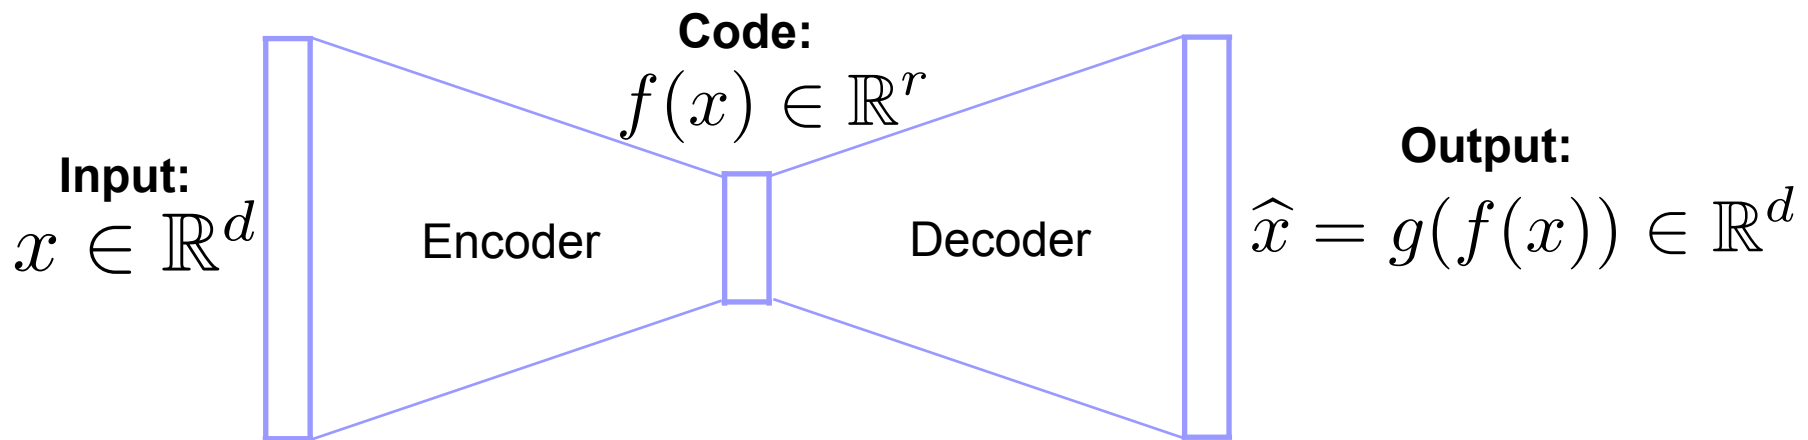 Code:
f(x) ∈ ℝ^r
Input:
x ∈ ℝ^d
Encoder
Decoder
Output:
x̂ = g(f(x)) ∈ ℝ^d